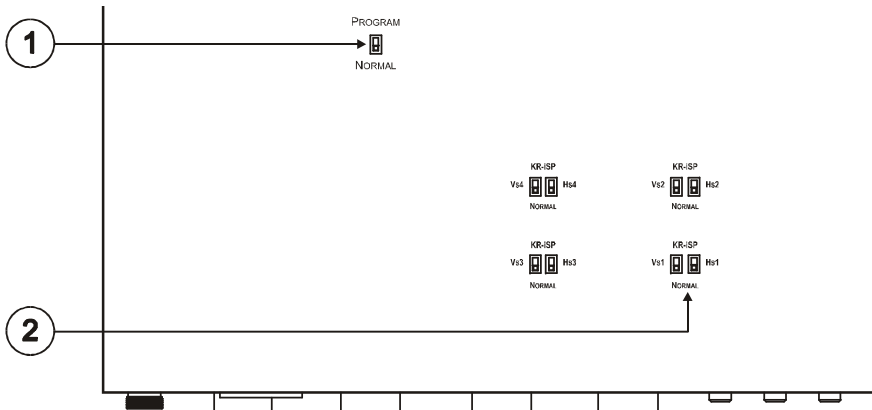 PROGRAM
1
NORMAL
KR-ISP KR-ISP
Vs4 Hs4 Vs2 Hs2
NORMAL NORMAL
KR-ISP KR-ISP
Vs3 Hs3 Vs1 Hs1
NORMAL NORMAL
2